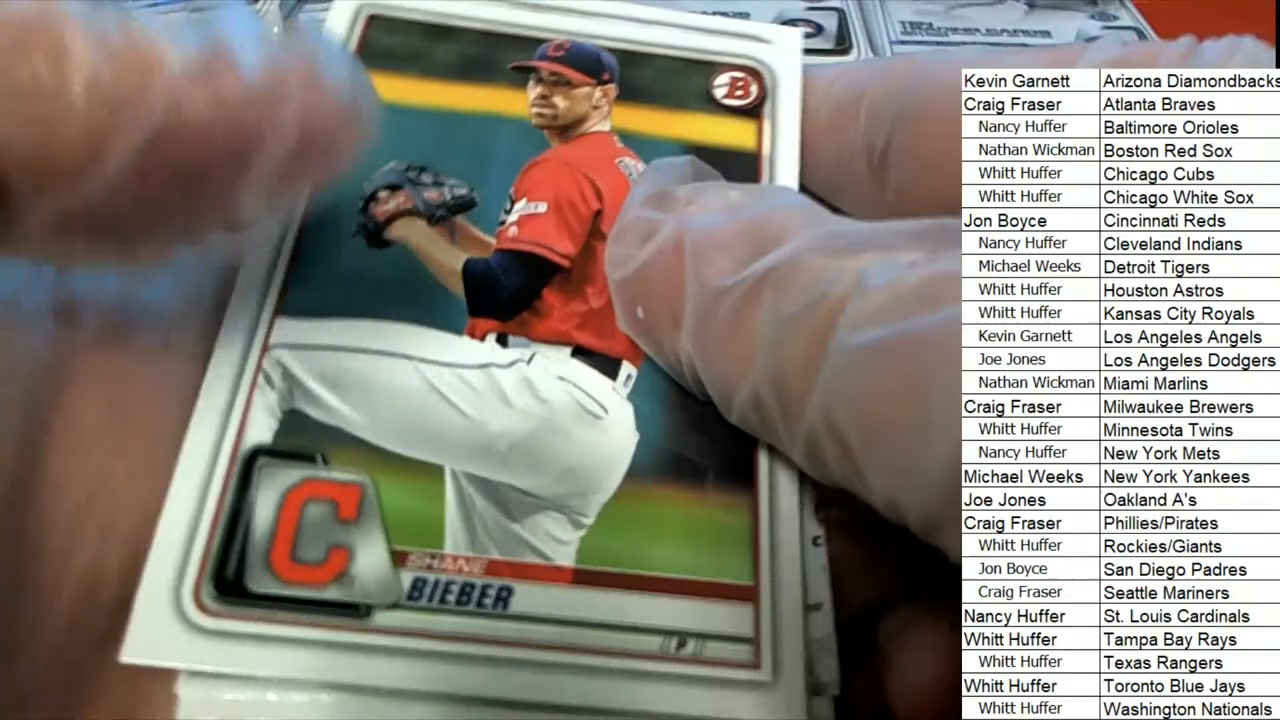 C
B
C
SHANE
BIEBER
P
Kevin Garnett Arizona Diamondbacks
Craig Fraser Atlanta Braves
Nancy Huffer Baltimore Orioles
Nathan Wickman Boston Red Sox
Whitt Huffer Chicago Cubs
Whitt Huffer Chicago White Sox
Jon Boyce Cincinnati Reds
Nancy Huffer Cleveland Indians
Michael Weeks Detroit Tigers
Whitt Huffer Houston Astros
Whitt Huffer Kansas City Royals
Kevin Garnett Los Angeles Angels
Joe Jones Los Angeles Dodgers
Nathan Wickman Miami Marlins
Craig Fraser Milwaukee Brewers
Whitt Huffer Minnesota Twins
Nancy Huffer New York Mets
Michael Weeks New York Yankees
Joe Jones Oakland A's
Craig Fraser Phillies/Pirates
Whitt Huffer Rockies/Giants
Jon Boyce San Diego Padres
Craig Fraser Seattle Mariners
Nancy Huffer St. Louis Cardinals
Whitt Huffer Tampa Bay Rays
Whitt Huffer Texas Rangers
Whitt Huffer Toronto Blue Jays
Whitt Huffer Washington Nationals